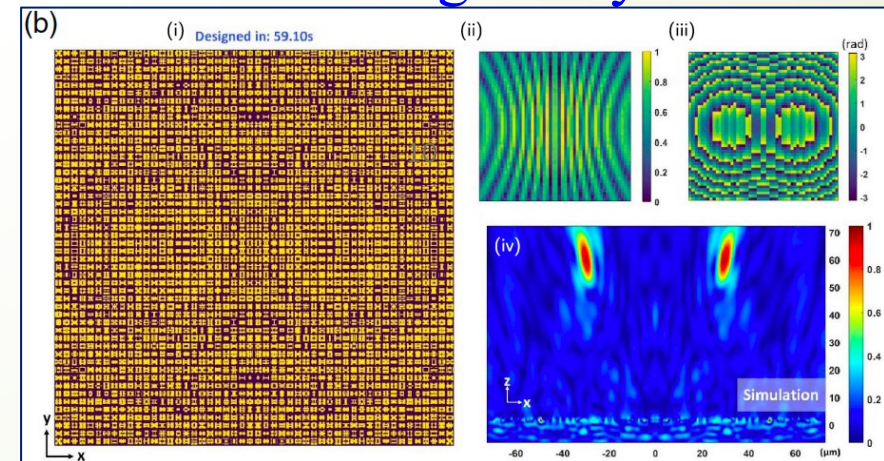 (b)
(i)
Designed in: 59.10s
(ii)
(iii)
(rad)
1
0.8
0.6
0.4
0.2
0
3
2
1
0
-1
-2
-3
y
x
(iv)
z
x
Simulation
70
60
50
40
30
20
10
0
(μm)
-60
-40
-20
0
20
40
60
1
0.8
0.6
0.4
0.2
0